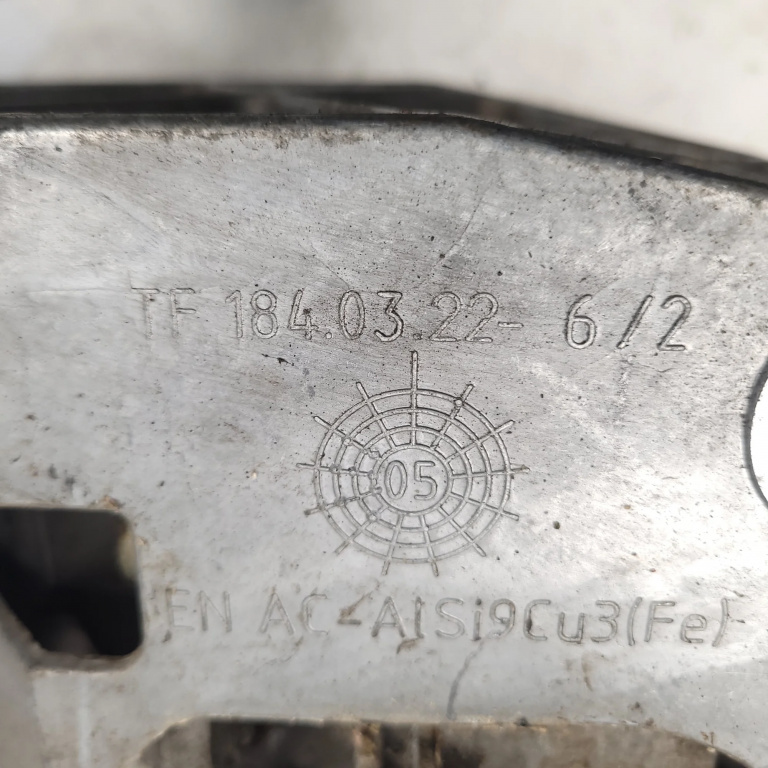 TF 184.03.22- 6/2
05
EN AC-AlSi9Cu3(Fe)